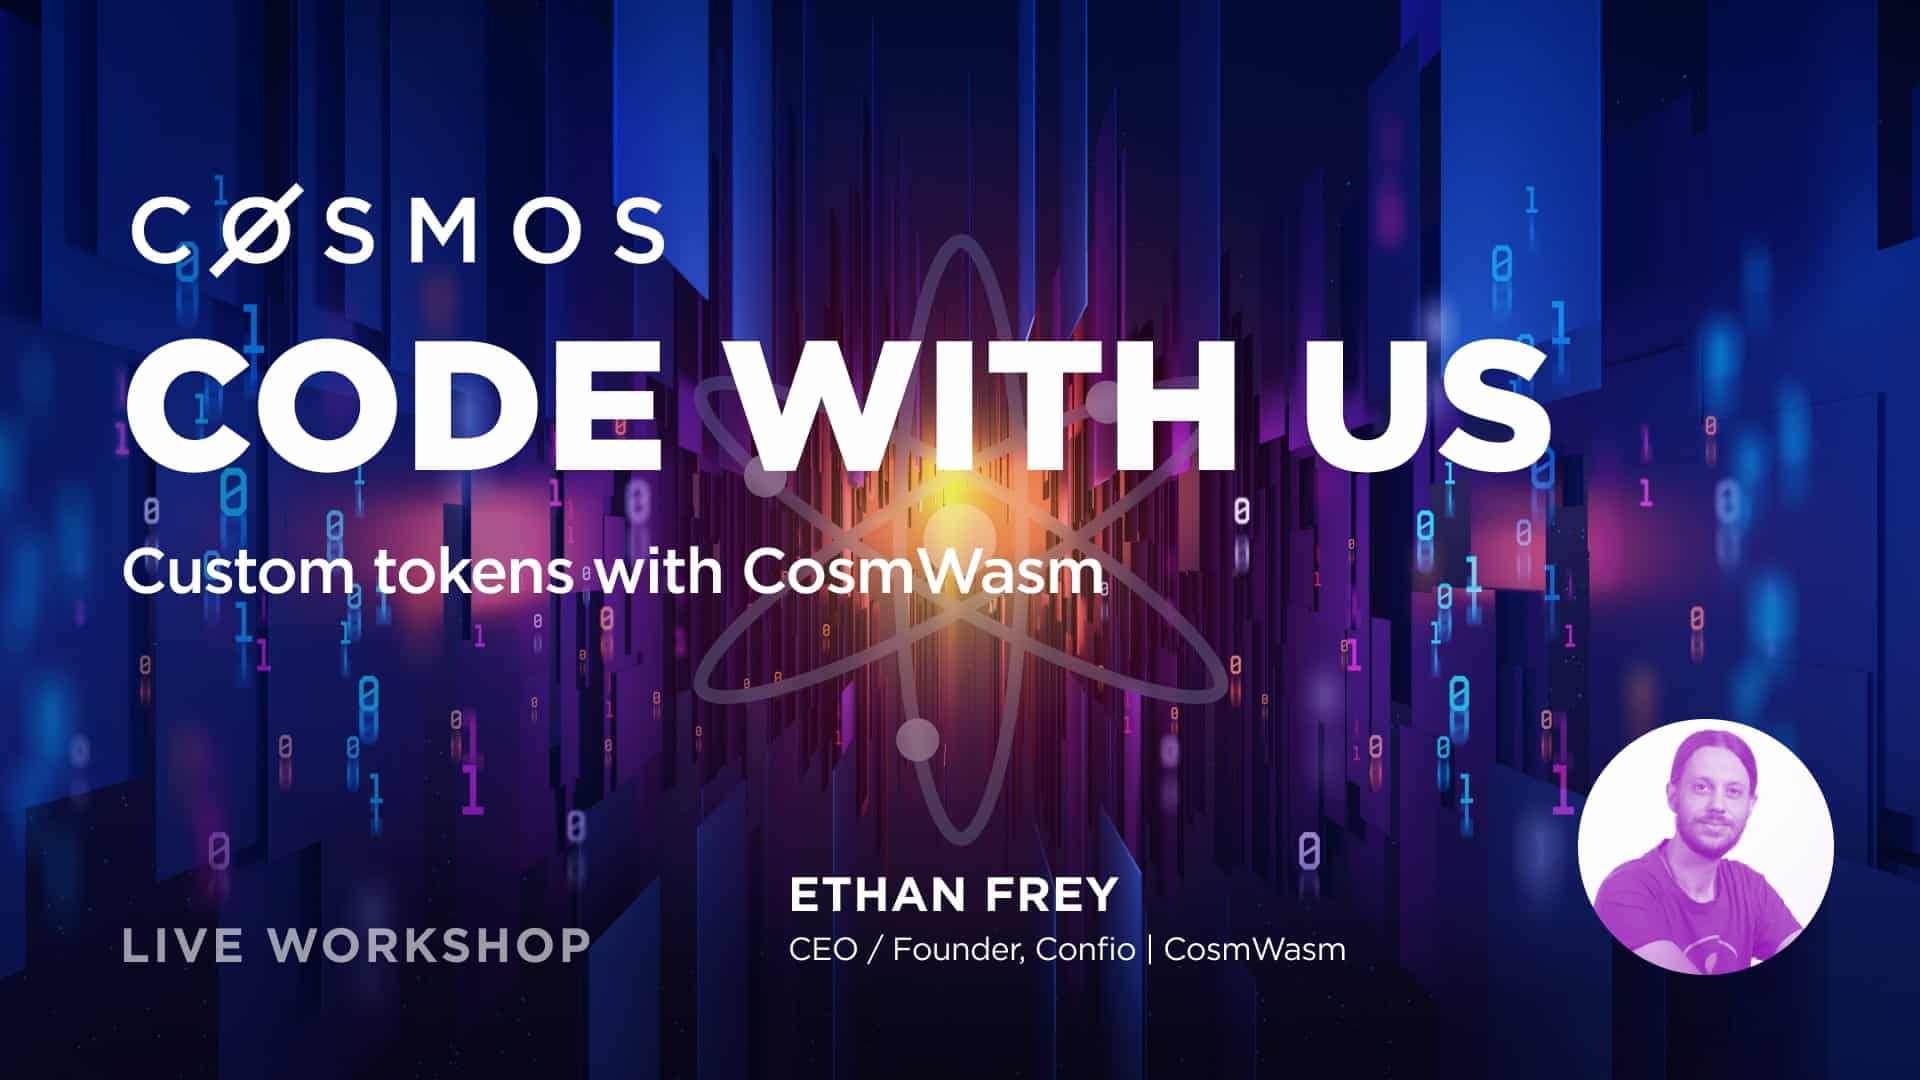 CØSMOS
CODE WITH US
Custom tokens with CosmWasm
ETHAN FREY
CEO / Founder, Confio | CosmWasm
LIVE WORKSHOP